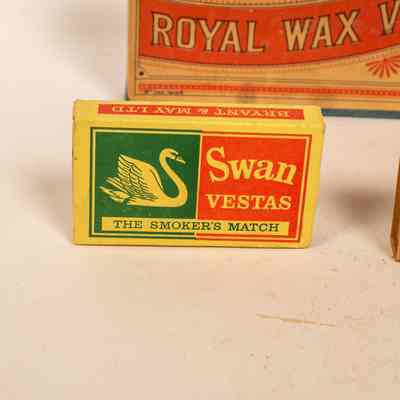 ROYAL WAX V
BRYANT & MAY LTD
Swan
VESTAS
THE SMOKER'S MATCH